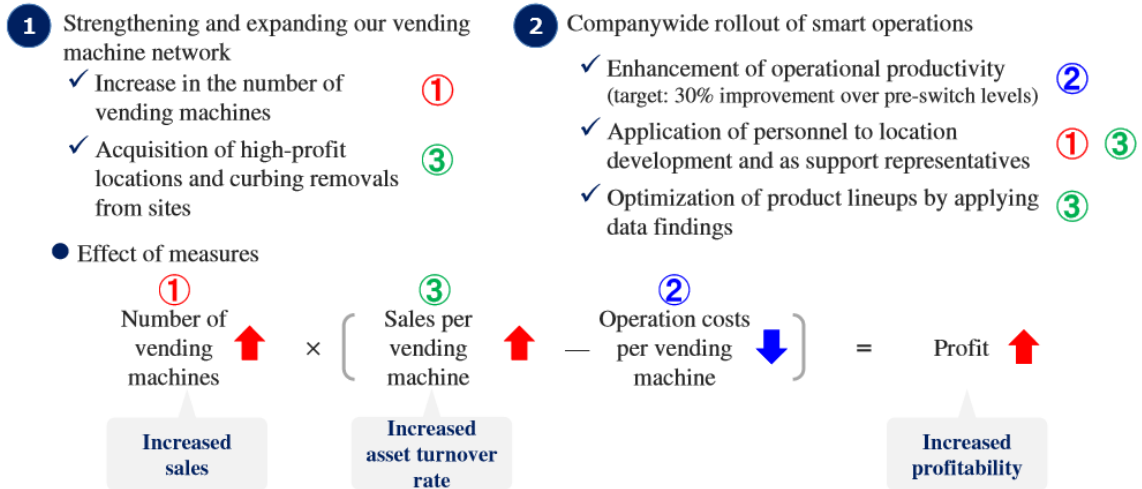 1 Strengthening and expanding our vending
machine network
✓ Increase in the number of
vending machines ①
✓ Acquisition of high-profit
locations and curbing removals
from sites ③
2 Companywide rollout of smart operations
✓ Enhancement of operational productivity
(target: 30% improvement over pre-switch levels) ②
✓ Application of personnel to location
development and as support representatives ① ③
✓ Optimization of product lineups by applying
data findings ③
● Effect of measures
①
Number of
vending
machines
×
③
Sales per
vending
machine
—
②
Operation costs
per vending
machine
=
Profit
Increased
sales
Increased
asset turnover
rate
Increased
profitability